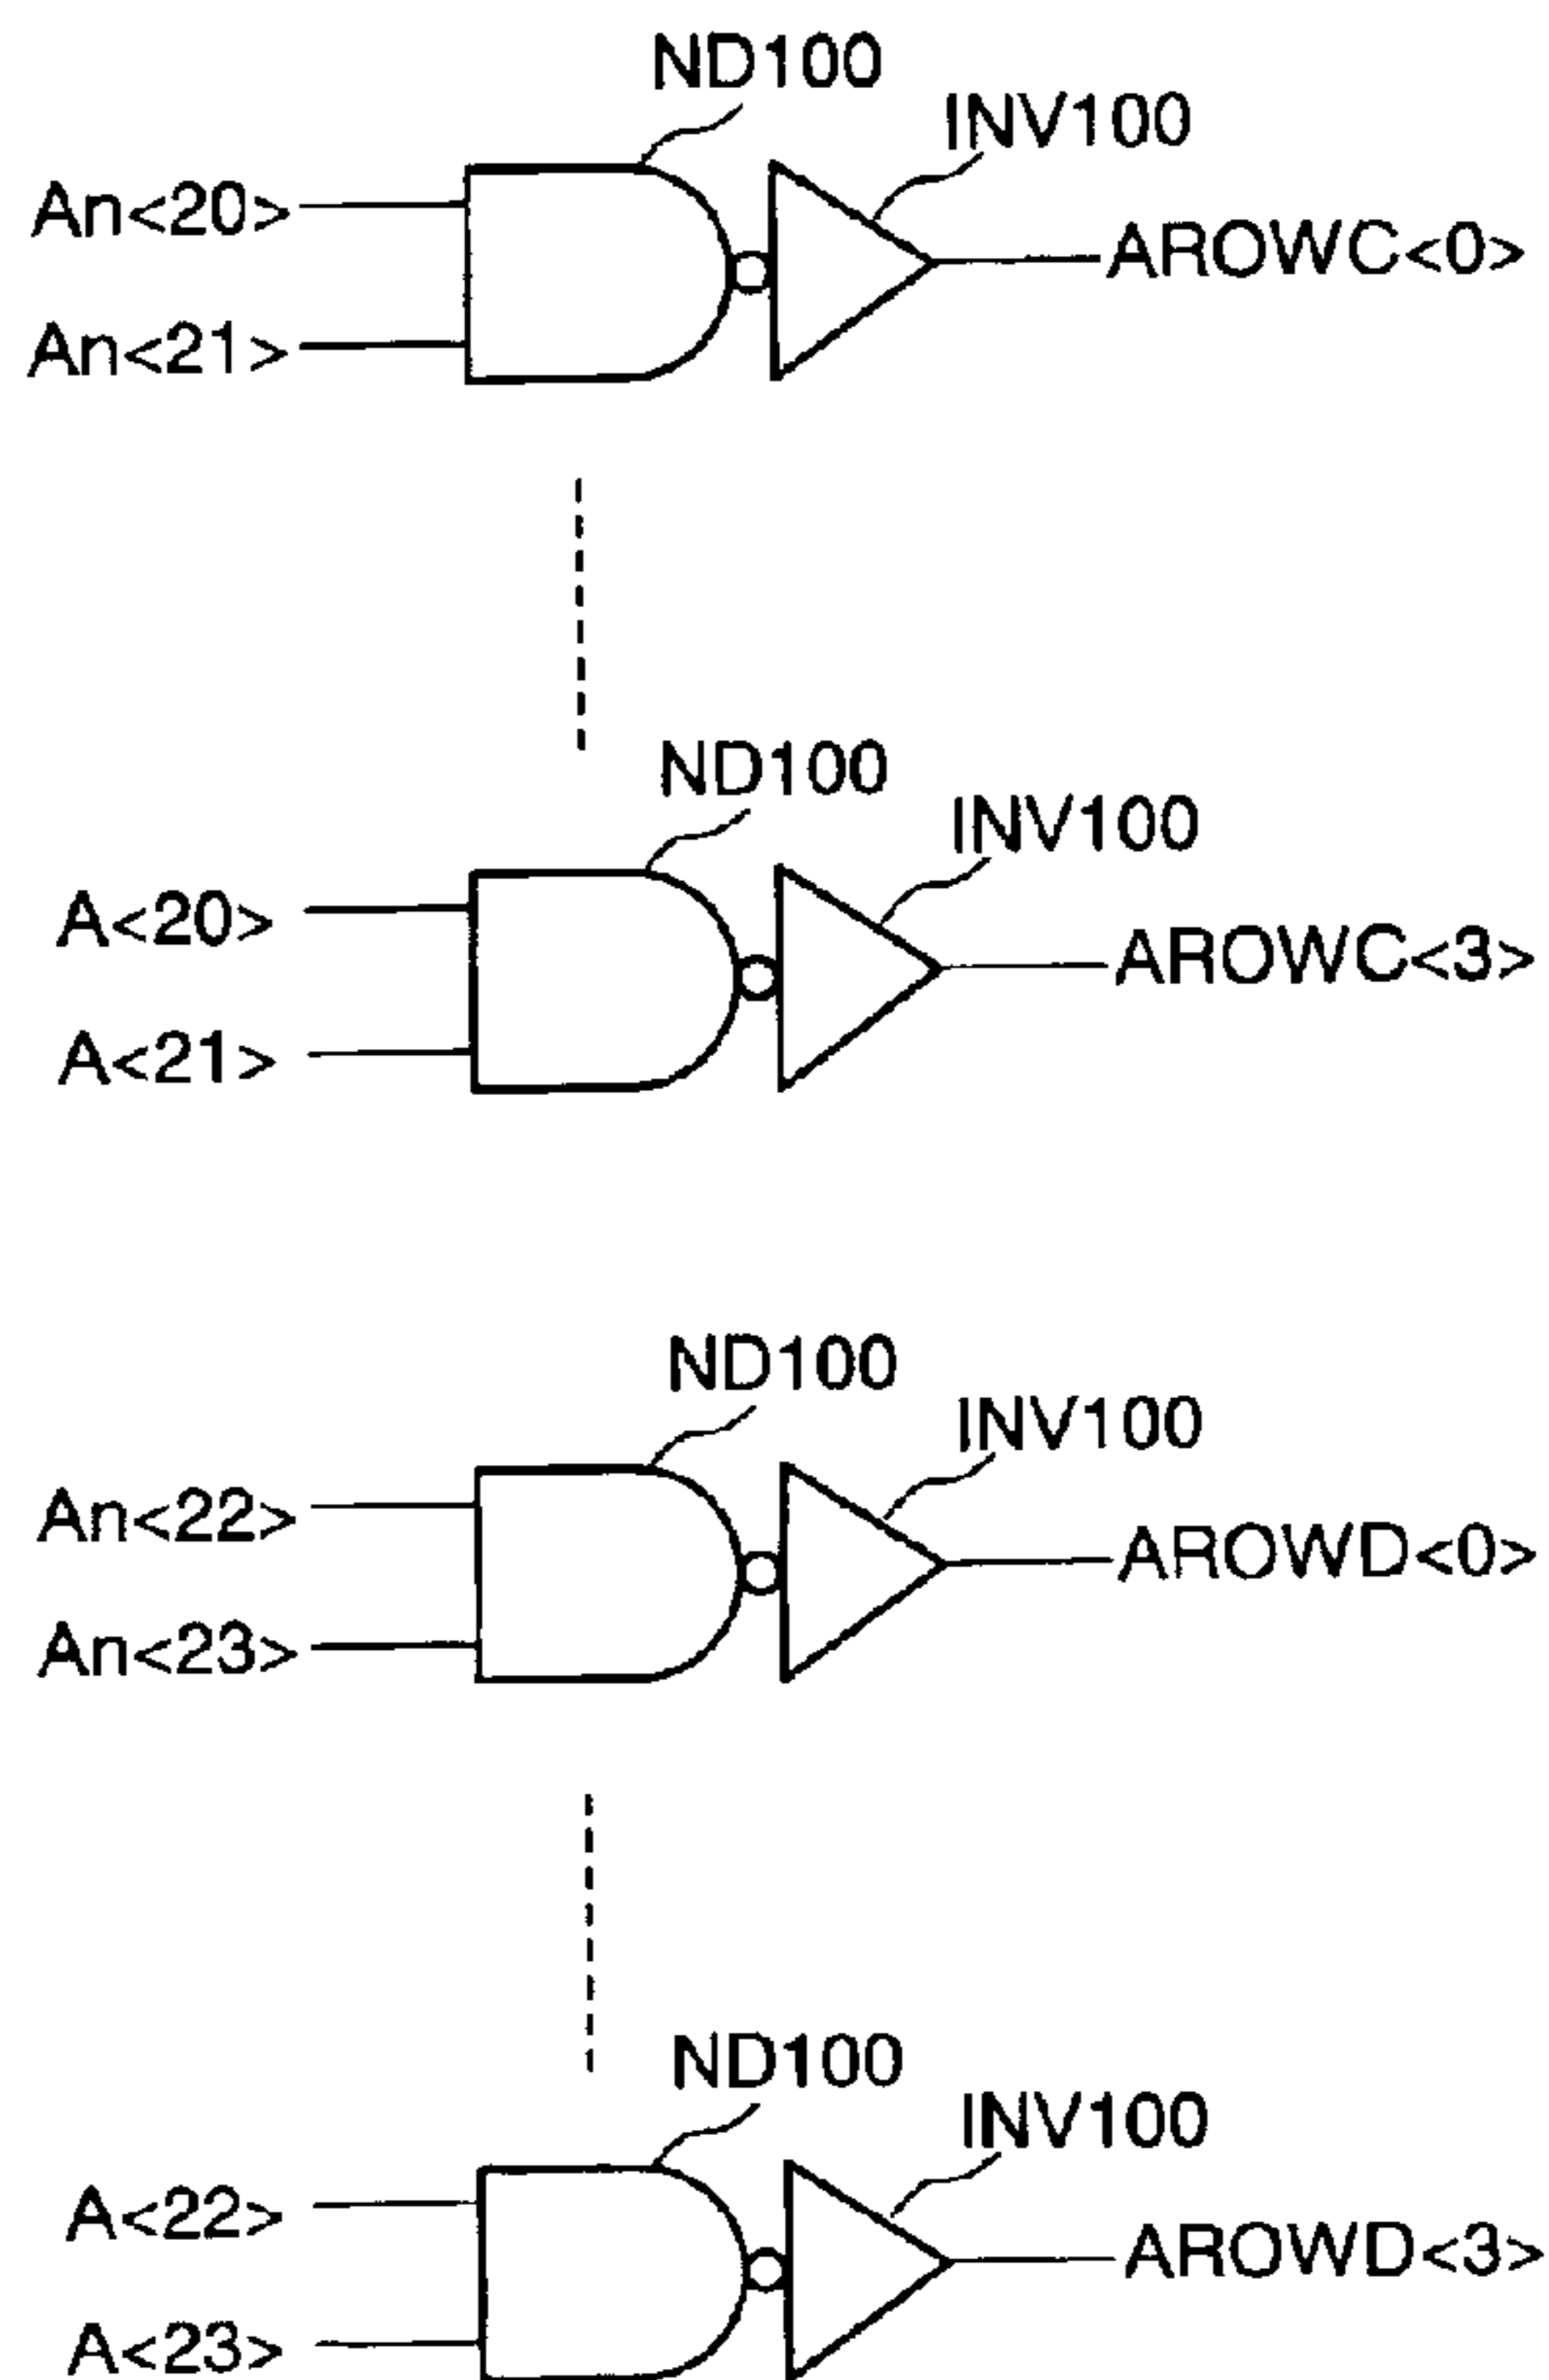 ND100
INV100
An<20>
AROWC<0>
An<21>
ND100
INV100
A<20>
AROWC<3>
A<21>
ND100
INV100
An<22>
AROWD<0>
An<23>
ND100
INV100
A<22>
AROWD<3>
A<23>